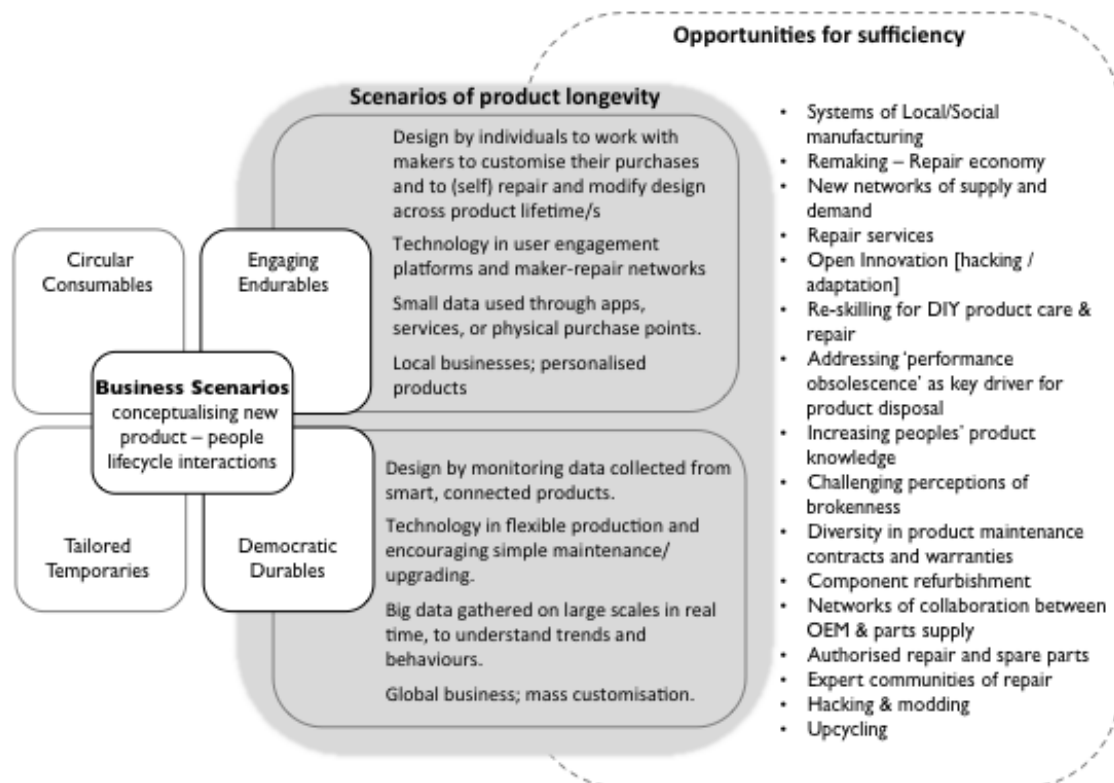 Opportunities for sufficiency
Scenarios of product longevity
Design by individuals to work with
makers to customise their purchases
and to (self) repair and modify design
across product lifetime/s
Technology in user engagement
platforms and maker-repair networks
Small data used through apps,
services, or physical purchase points.
Local businesses; personalised
products
Circular
Consumables
Engaging
Endurables
Business Scenarios
conceptualising new
product – people
lifecycle interactions
Tailored
Temporaries
Democratic
Durables
Design by monitoring data collected from
smart, connected products.
Technology in flexible production and
encouraging simple maintenance/
upgrading.
Big data gathered on large scales in real
time, to understand trends and
behaviours.
Global business; mass customisation.
• Systems of Local/Social
manufacturing
• Remaking – Repair economy
• New networks of supply and
demand
• Repair services
• Open Innovation [hacking /
adaptation]
• Re-skilling for DIY product care &
repair
• Addressing ‘performance
obsolescence’ as key driver for
product disposal
• Increasing peoples’ product
knowledge
• Challenging perceptions of
brokenness
• Diversity in product maintenance
contracts and warranties
• Component refurbishment
• Networks of collaboration between
OEM & parts supply
• Authorised repair and spare parts
• Expert communities of repair
• Hacking & modding
• Upcycling